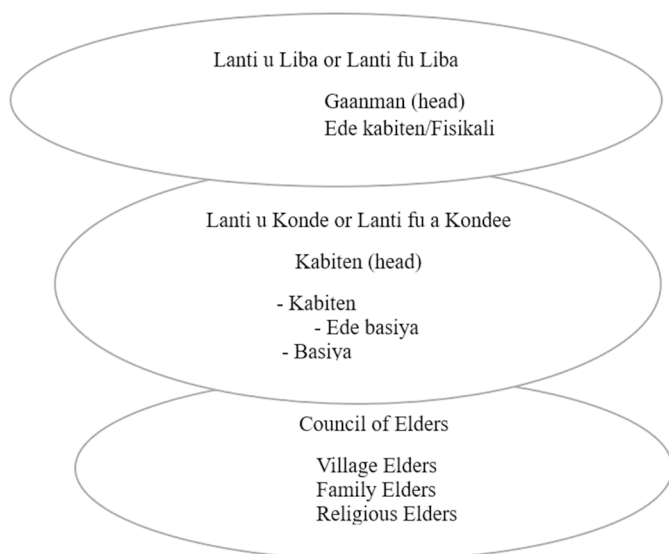 Lanti u Liba or Lanti fu Liba
Gaanman (head)
Ede kabiten/Fisikali
Lanti u Konde or Lanti fu a Kondee
Kabiten (head)
- Kabiten
- Ede basiya
- Basiya
Council of Elders
Village Elders
Family Elders
Religious Elders